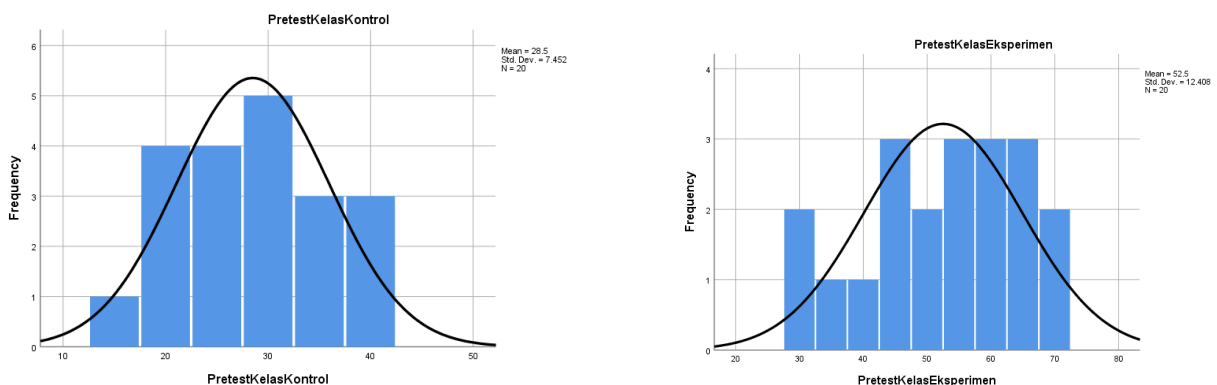 PretestKelasKontrol
Mean = 28.5
Std. Dev. = 7.452
N = 20
Frequency
6
5
4
3
2
1
0
10 20 30 40 50
PretestKelasKontrol
PretestKelasEksperimen
Mean = 52.5
Std. Dev. = 12.408
N = 20
Frequency
4
3
2
1
0
20 30 40 50 60 70 80
PretestKelasEksperimen